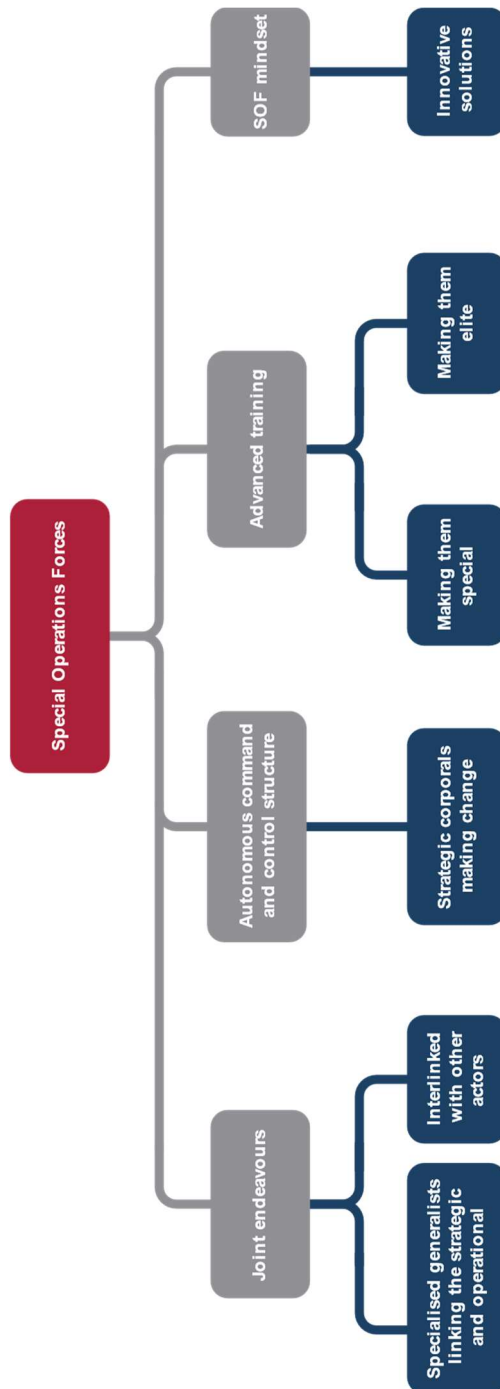 Special Operations Forces
Joint endeavours
Autonomous command
and control structure
Advanced training
SOF mindset
Specialised generalists
linking the strategic
and operational
Interlinked
with other
actors
Strategic corporals
making change
Making them
special
Making them
elite
Innovative
solutions